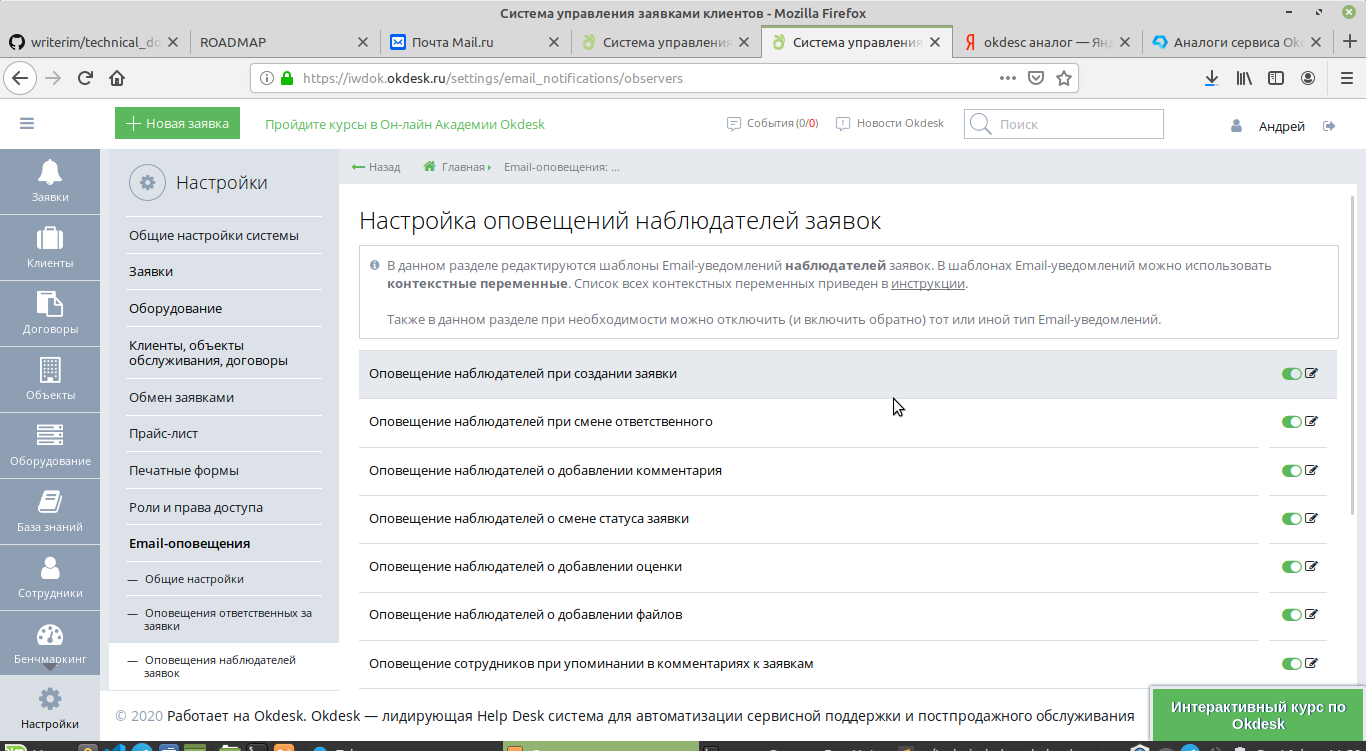 Система управления заявками клиентов - Mozilla Firefox
writerim/technical_do
ROADMAP
Почта Mail.ru
Система управления
Система управления
okdesc аналог — Янд
Аналоги сервиса Okd
https://iwdok.okdesk.ru/settings/email_notifications/observers
Новая заявка
Пройдите курсы в Он-лайн Академии Okdesk
События (0/0)
Новости Okdesk
Поиск
Андрей
Заявки
Клиенты
Договоры
Объекты
Оборудование
База знаний
Сотрудники
Бенчмаркинг
Настройки
Настройки
Общие настройки системы
Заявки
Оборудование
Клиенты, объекты
обслуживания, договоры
Обмен заявками
Прайс-лист
Печатные формы
Роли и права доступа
Email-оповещения
— Общие настройки
— Оповещения ответственных за
заявки
— Оповещения наблюдателей
заявок
Назад
Главная
Email-оповещения: ...
Настройка оповещений наблюдателей заявок
В данном разделе редактируются шаблоны Email-уведомлений наблюдателей заявок. В шаблонах Email-уведомлений можно использовать
контекстные переменные. Список всех контекстных переменных приведен в инструкции.
Также в данном разделе при необходимости можно отключить (и включить обратно) тот или иной тип Email-уведомлений.
Оповещение наблюдателей при создании заявки
Оповещение наблюдателей при смене ответственного
Оповещение наблюдателей о добавлении комментария
Оповещение наблюдателей о смене статуса заявки
Оповещение наблюдателей о добавлении оценки
Оповещение наблюдателей о добавлении файлов
Оповещение сотрудников при упоминании в комментариях к заявкам
© 2020 Работает на Okdesk. Okdesk — лидирующая Help Desk система для автоматизации сервисной поддержки и постпродажного обслуживания
Интерактивный курс по
Okdesk